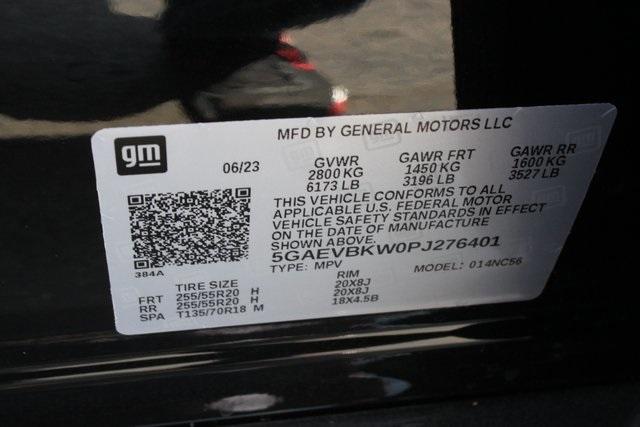 MFD BY GENERAL MOTORS LLC
gm
06/23
GVWR GAWR FRT GAWR RR
2800 KG 1450 KG 1600 KG
6173 LB 3196 LB 3527 LB
THIS VEHICLE CONFORMS TO ALL
APPLICABLE U.S. FEDERAL MOTOR
VEHICLE SAFETY STANDARDS IN EFFECT
ON THE DATE OF MANUFACTURE
SHOWN ABOVE.
5GAEVBKW0PJ276401
TYPE: MPV MODEL: 014NC56
384A
TIRE SIZE RIM
FRT 255/55R20 H 20X8J
RR 255/55R20 H 20X8J
SPA T135/70R18 M 18X4.5B